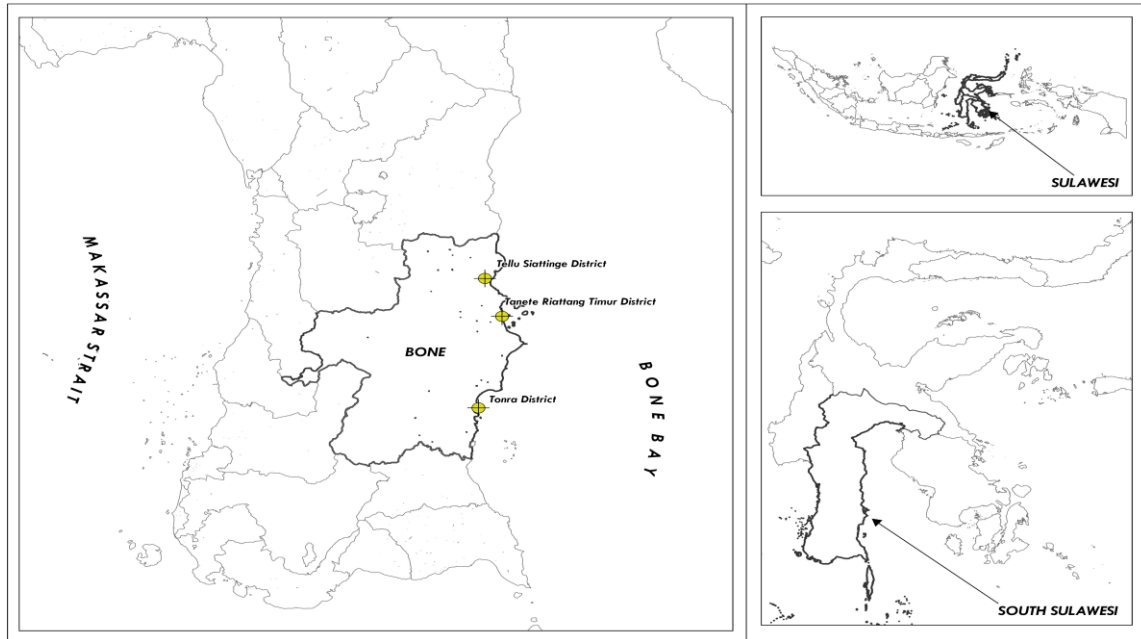 MAKASSAR STRAIT
Tellu Siattinge District
Tanete Riattang Timur District
BONE
Tonra District
BONE BAY
SULAWESI
SOUTH SULAWESI